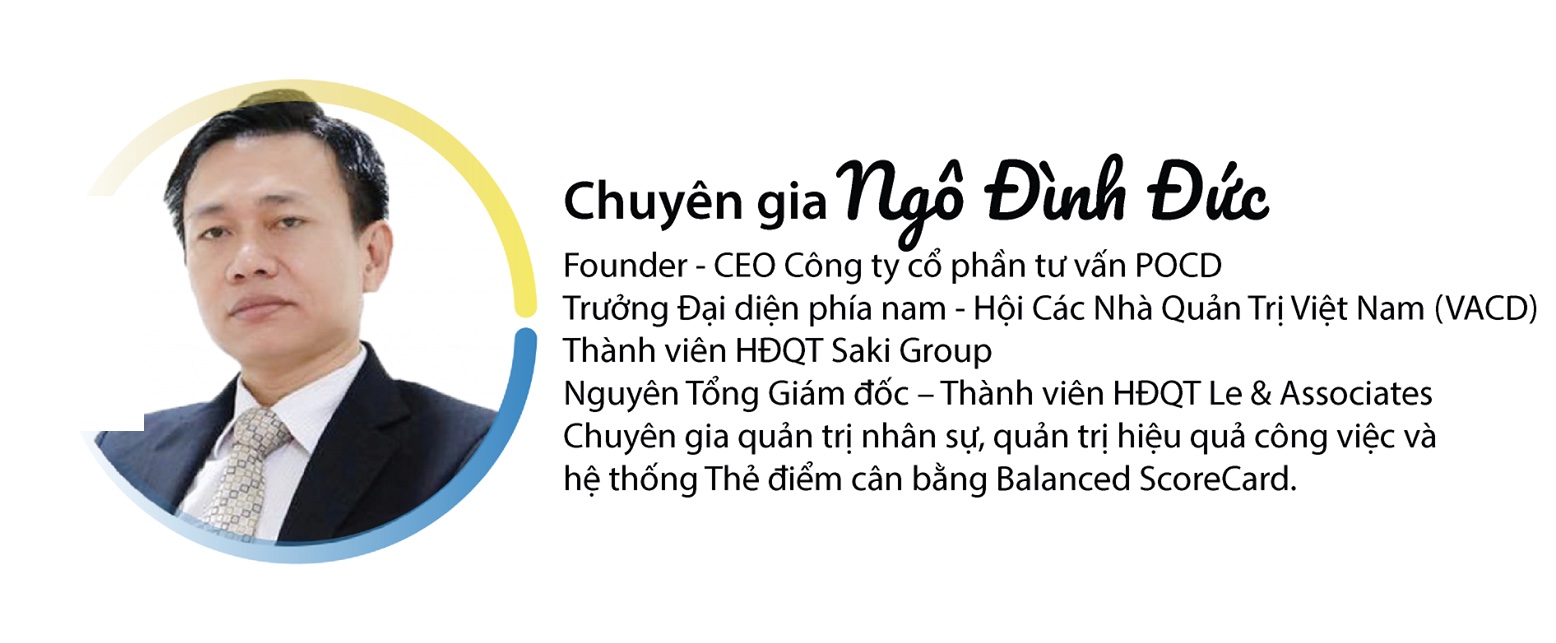 Chuyên gia Ngô Đình Đức
Founder - CEO Công ty cổ phần tư vấn POCD
Trưởng Đại diện phía nam - Hội Các Nhà Quản Trị Việt Nam (VACD)
Thành viên HĐQT Saki Group
Nguyên Tổng Giám đốc – Thành viên HĐQT Le & Associates
Chuyên gia quản trị nhân sự, quản trị hiệu quả công việc và
hệ thống Thẻ điểm cân bằng Balanced ScoreCard.